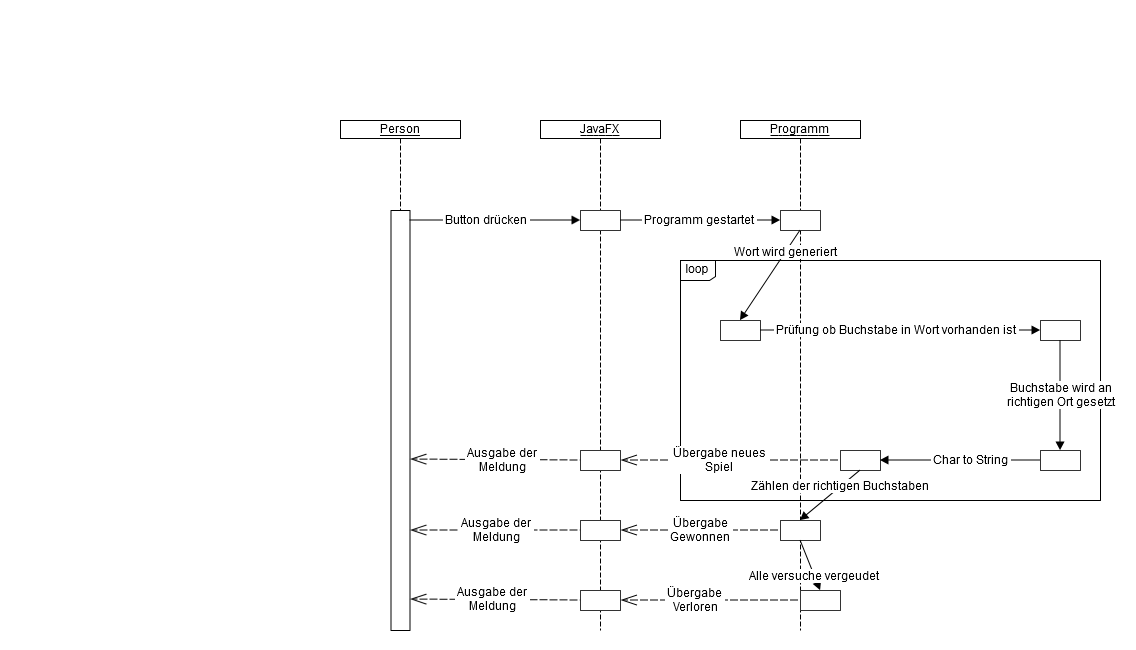 Person
JavaFX
Programm
Button drücken
Programm gestartet
Wort wird generiert
loop
Prüfung ob Buchstabe in Wort vorhanden ist
Buchstabe wird an
richtigen Ort gesetzt
Ausgabe der
Meldung
Übergabe neues
Spiel
Char to String
Zählen der richtigen Buchstaben
Ausgabe der
Meldung
Übergabe
Gewonnen
Alle versuche vergeudet
Ausgabe der
Meldung
Übergabe
Verloren